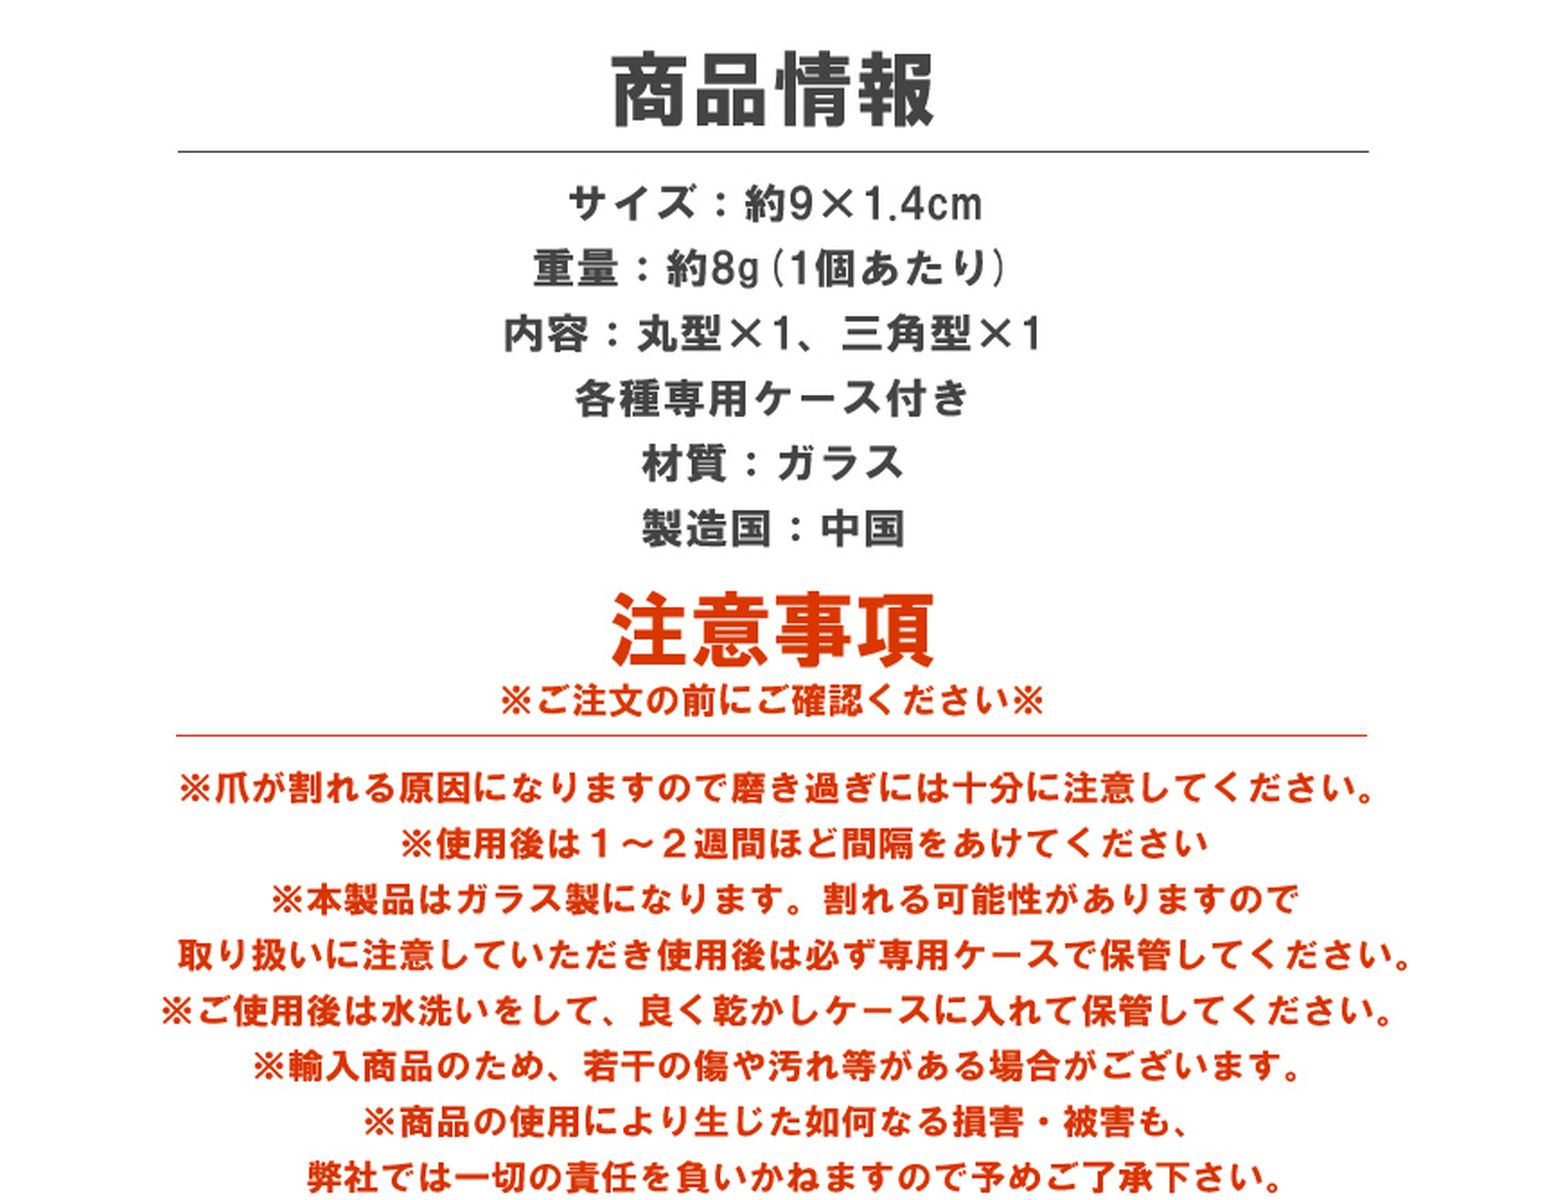 商品情報
サイズ：約9×1.4cm
重量：約8g(1個あたり)
内容：丸型×1、三角型×1
各種専用ケース付き
材質：ガラス
製造国：中国
注意事項
※ご注文の前にご確認ください※
※爪が割れる原因になりますので磨き過ぎには十分に注意してください。
※使用後は１～２週間ほど間隔をあけてください
※本製品はガラス製になります。割れる可能性がありますので
取り扱いに注意していただき使用後は必ず専用ケースで保管してください。
※ご使用後は水洗いをして、良く乾かしケースに入れて保管してください。
※輸入商品のため、若干の傷や汚れ等がある場合がございます。
※商品の使用により生じた如何なる損害・被害も、
弊社では一切の責任を負いかねますので予めご了承下さい。